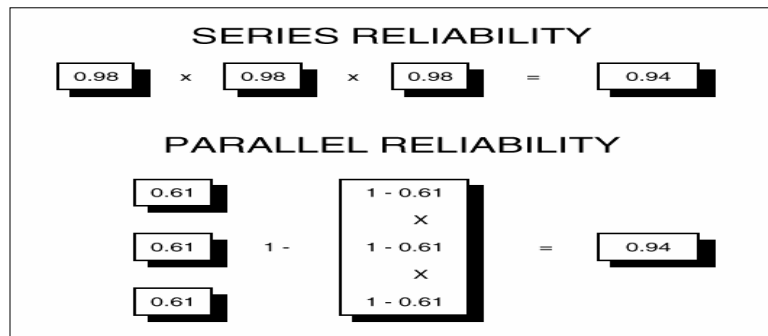 SERIES RELIABILITY
0.98 x 0.98 x 0.98 = 0.94
PARALLEL RELIABILITY
0.61 1 - 0.61
X
0.61 1 - 1 - 0.61 = 0.94
X
0.61 1 - 0.61